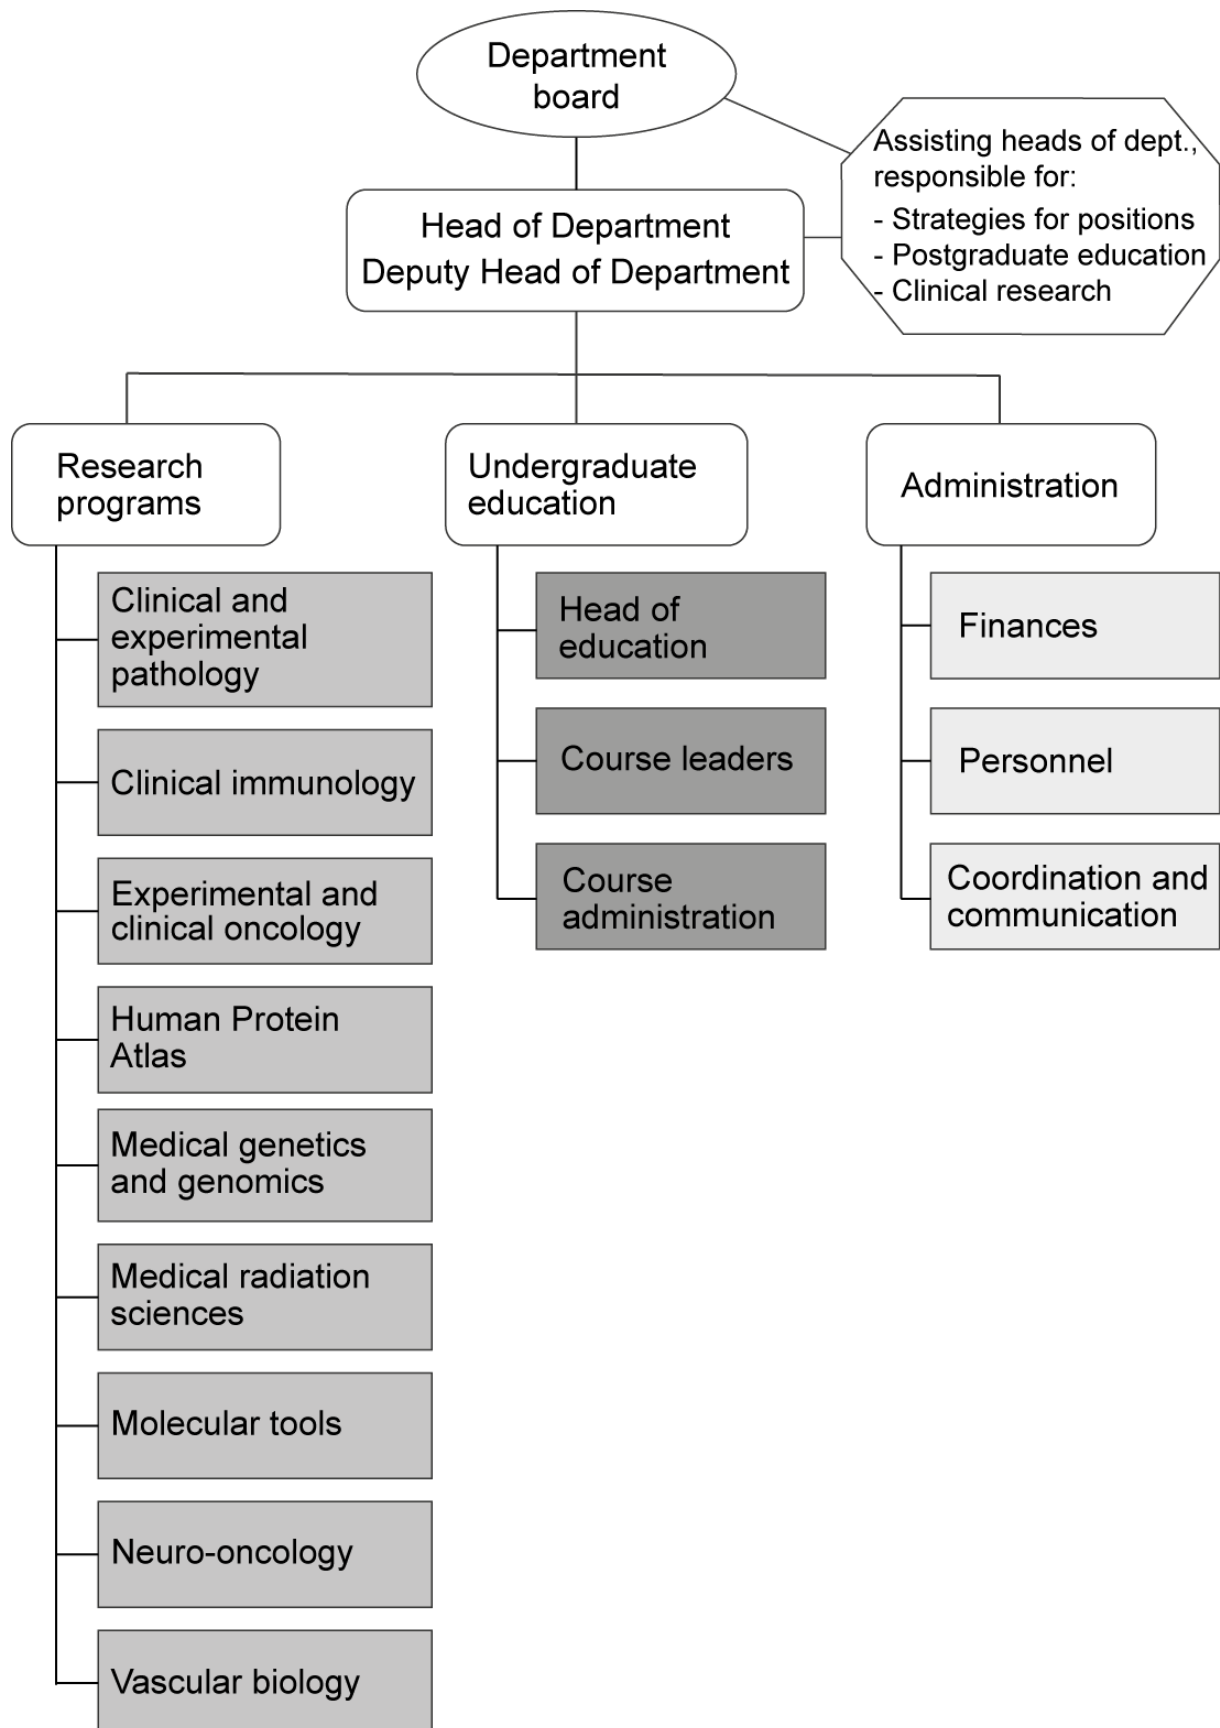 Department
board
Assisting heads of dept.,
responsible for:
- Strategies for positions
- Postgraduate education
- Clinical research
Head of Department
Deputy Head of Department
Research
programs
Undergraduate
education
Administration
Clinical and
experimental
pathology
Clinical immunology
Experimental and
clinical oncology
Human Protein
Atlas
Medical genetics
and genomics
Medical radiation
sciences
Molecular tools
Neuro-oncology
Vascular biology
Head of
education
Course leaders
Course
administration
Finances
Personnel
Coordination and
communication